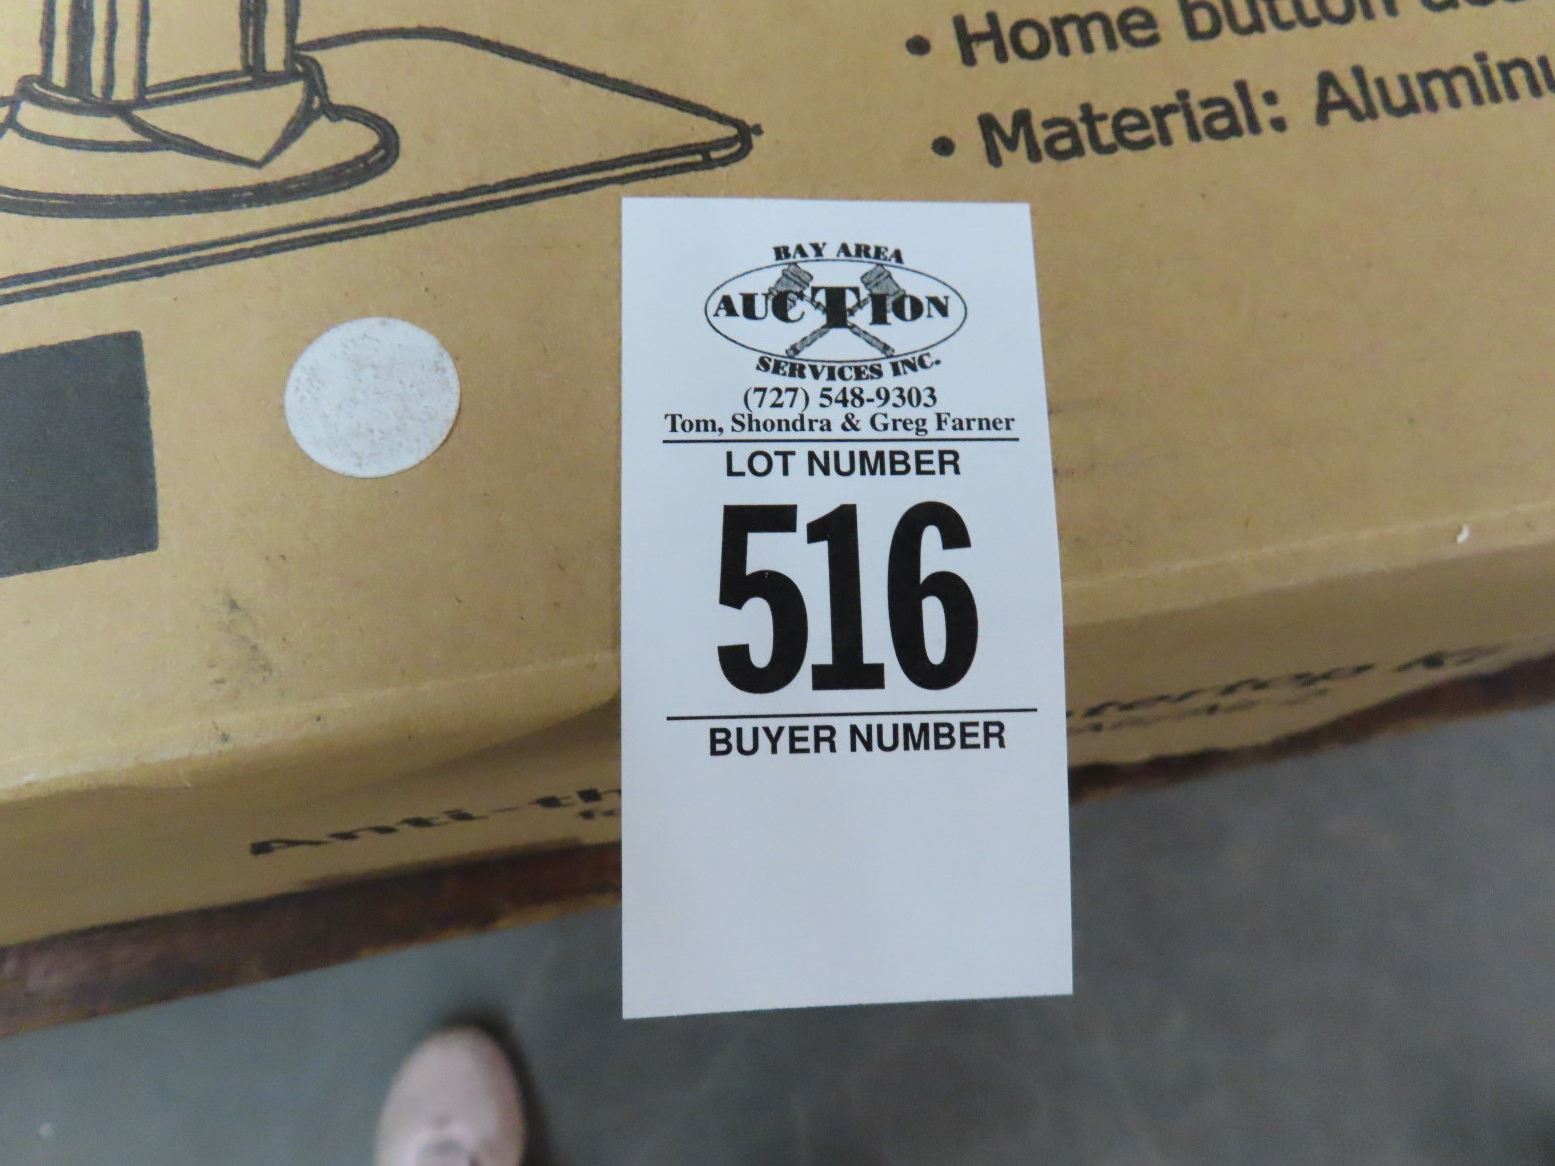 • Home button
• Material:
BAY AREA
AUCTION
SERVICES INC.
(727) 548-9303
Tom, Shondra & Greg Farner
LOT NUMBER
516
BUYER NUMBER